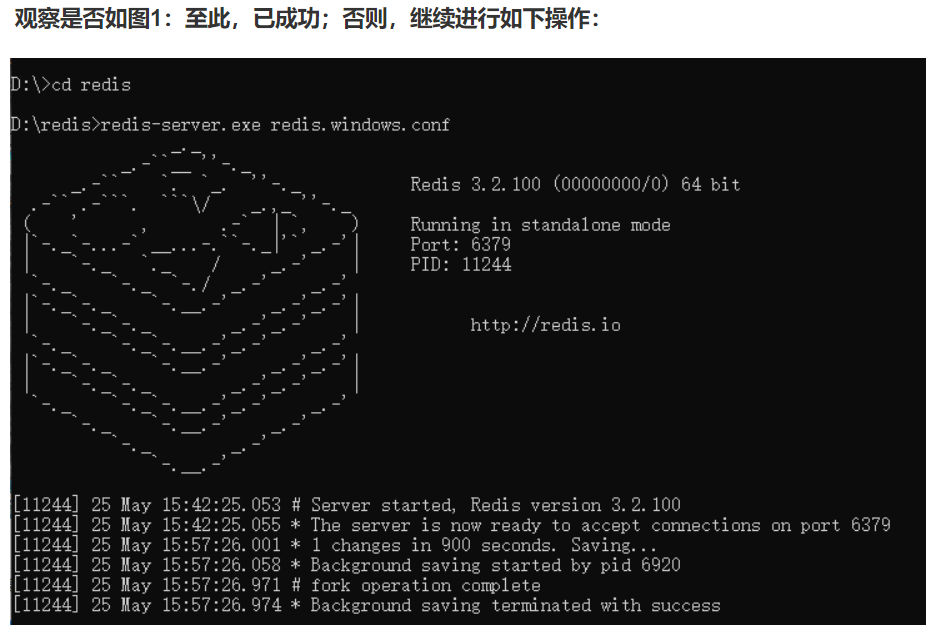 观察是否如图1：至此，已成功；否则，继续进行如下操作：
D:\>cd redis
D:\redis>redis-server.exe redis.windows.conf
Redis 3.2.100 (00000000/0) 64 bit
Running in standalone mode
Port: 6379
PID: 11244
http://redis.io
[11244] 25 May 15:42:25.053 # Server started, Redis version 3.2.100
[11244] 25 May 15:42:25.055 * The server is now ready to accept connections on port 6379
[11244] 25 May 15:57:26.001 * 1 changes in 900 seconds. Saving...
[11244] 25 May 15:57:26.058 * Background saving started by pid 6920
[11244] 25 May 15:57:26.971 # fork operation complete
[11244] 25 May 15:57:26.974 * Background saving terminated with success